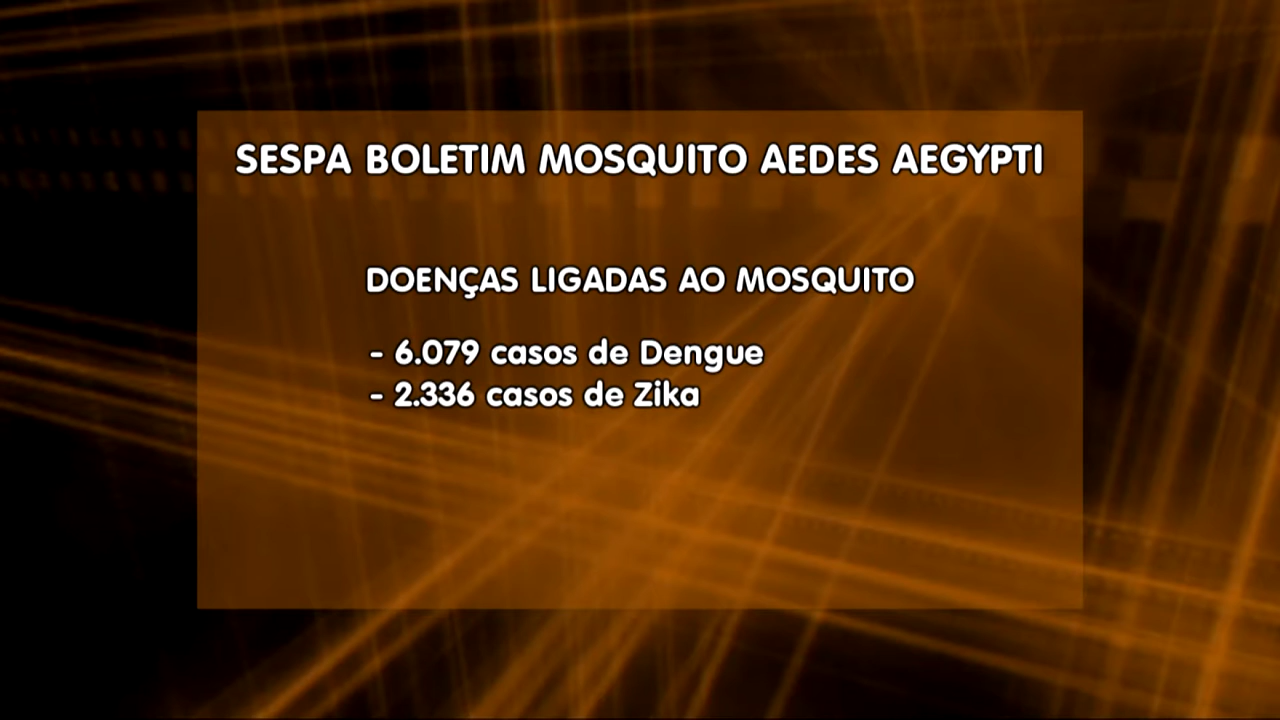 SESPA BOLETIM MOSQUITO AEDES AEGYPTI
DOENÇAS LIGADAS AO MOSQUITO
- 6.079 casos de Dengue
- 2.336 casos de Zika